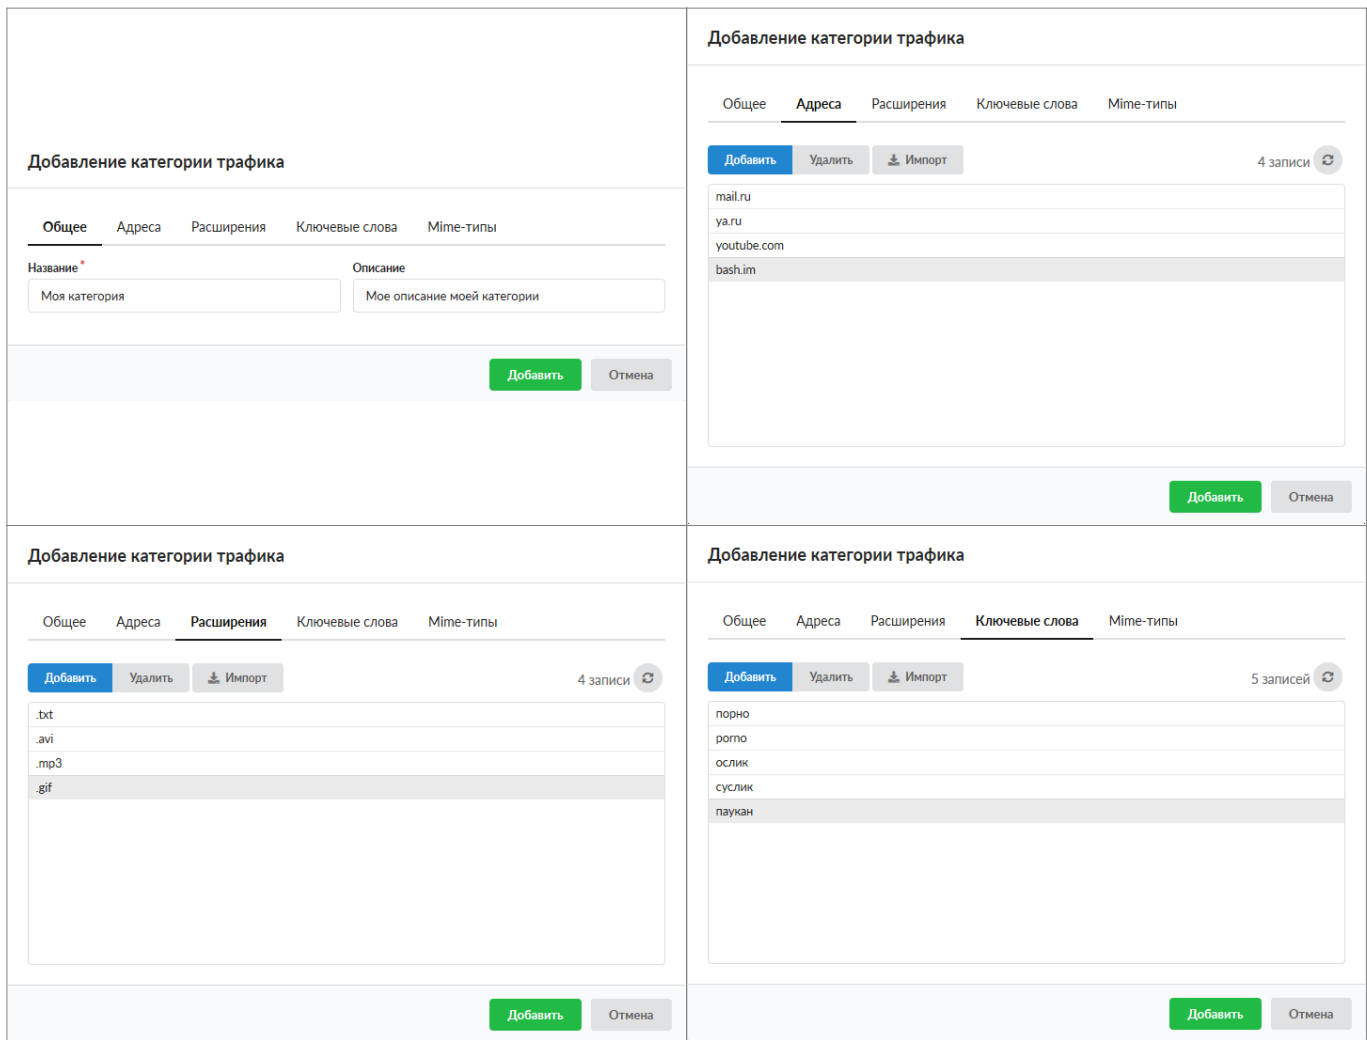 Добавление категории трафика
Общее Адреса Расширения Ключевые слова Mime-типы
Название* Описание
Моя категория Мое описание моей категории
Добавить Отмена
Добавление категории трафика
Общее Адреса Расширения Ключевые слова Mime-типы
Добавить Удалить Импорт 4 записи
mail.ru
ya.ru
youtube.com
bash.im
Добавить Отмена
Добавление категории трафика
Общее Адреса Расширения Ключевые слова Mime-типы
Добавить Удалить Импорт 4 записи
.txt
.avi
.mp3
.gif
Добавить Отмена
Добавление категории трафика
Общее Адреса Расширения Ключевые слова Mime-типы
Добавить Удалить Импорт 5 записей
порно
porno
ослик
суслик
паукан
Добавить Отмена